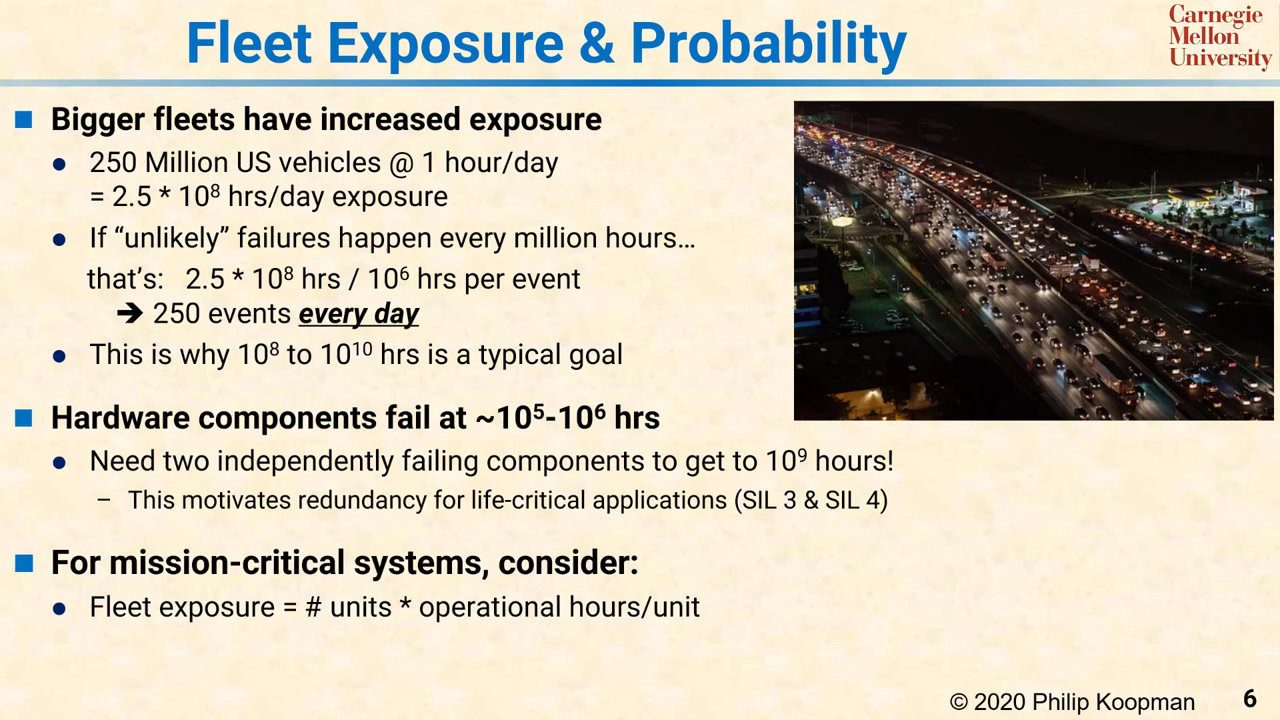 Fleet Exposure & Probability
Carnegie
Mellon
University
■ Bigger fleets have increased exposure
● 250 Million US vehicles @ 1 hour/day
= 2.5 * 10⁸ hrs/day exposure
● If “unlikely” failures happen every million hours…
that’s: 2.5 * 10⁸ hrs / 10⁶ hrs per event
➔ 250 events every day
● This is why 10⁸ to 10¹⁰ hrs is a typical goal
■ Hardware components fail at ~10⁵-10⁶ hrs
● Need two independently failing components to get to 10⁹ hours!
– This motivates redundancy for life-critical applications (SIL 3 & SIL 4)
■ For mission-critical systems, consider:
● Fleet exposure = # units * operational hours/unit
© 2020 Philip Koopman
6